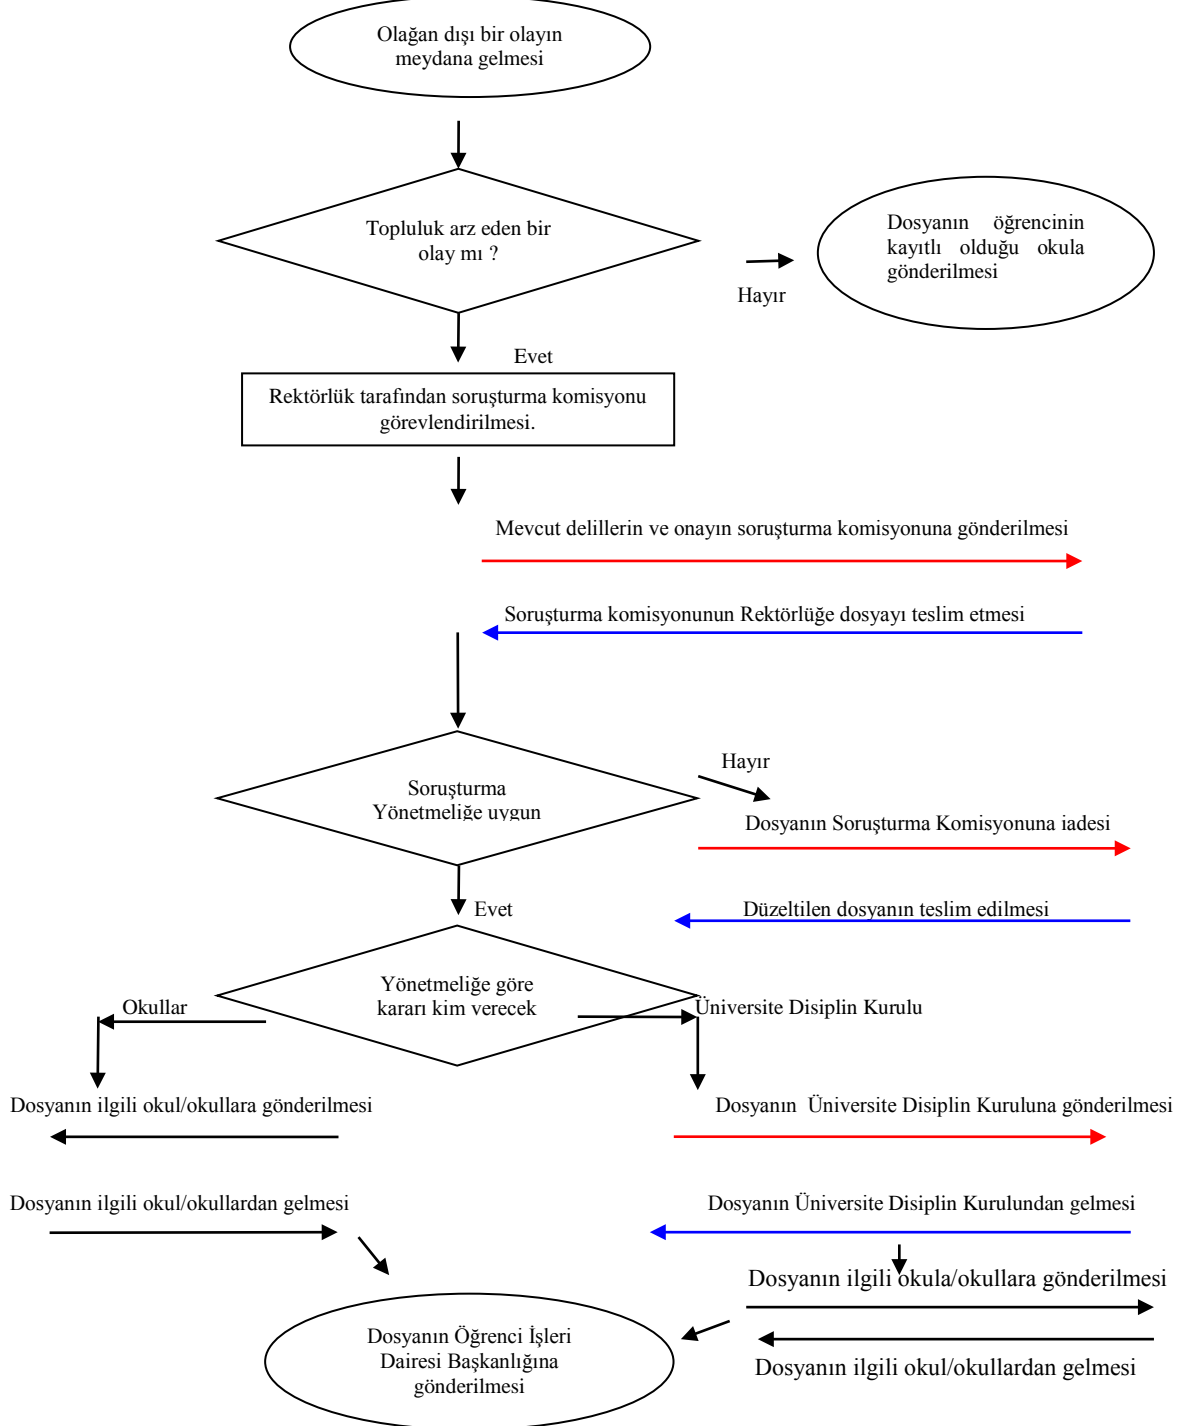 Olağan dışı bir olayın
meydana gelmesi
Topluluk arz eden bir
olay mı ?
Dosyanın öğrencinin
kayıtlı olduğu okula
gönderilmesi
Hayır
Evet
Rektörlük tarafından soruşturma komisyonu
görevlendirilmesi.
Mevcut delillerin ve onayın soruşturma komisyonuna gönderilmesi
Soruşturma komisyonunun Rektörlüğe dosyayı teslim etmesi
Hayır
Soruşturma
Yönetmeliğe uygun
Dosyanın Soruşturma Komisyonuna iadesi
Evet
Düzeltilen dosyanın teslim edilmesi
Yönetmeliğe göre
kararı kim verecek
Okullar
Üniversite Disiplin Kurulu
Dosyanın ilgili okul/okullara gönderilmesi
Dosyanın Üniversite Disiplin Kuruluna gönderilmesi
Dosyanın ilgili okul/okullardan gelmesi
Dosyanın Üniversite Disiplin Kurulundan gelmesi
Dosyanın ilgili okula/okullara gönderilmesi
Dosyanın Öğrenci İşleri
Dairesi Başkanlığına
gönderilmesi
Dosyanın ilgili okul/okullardan gelmesi